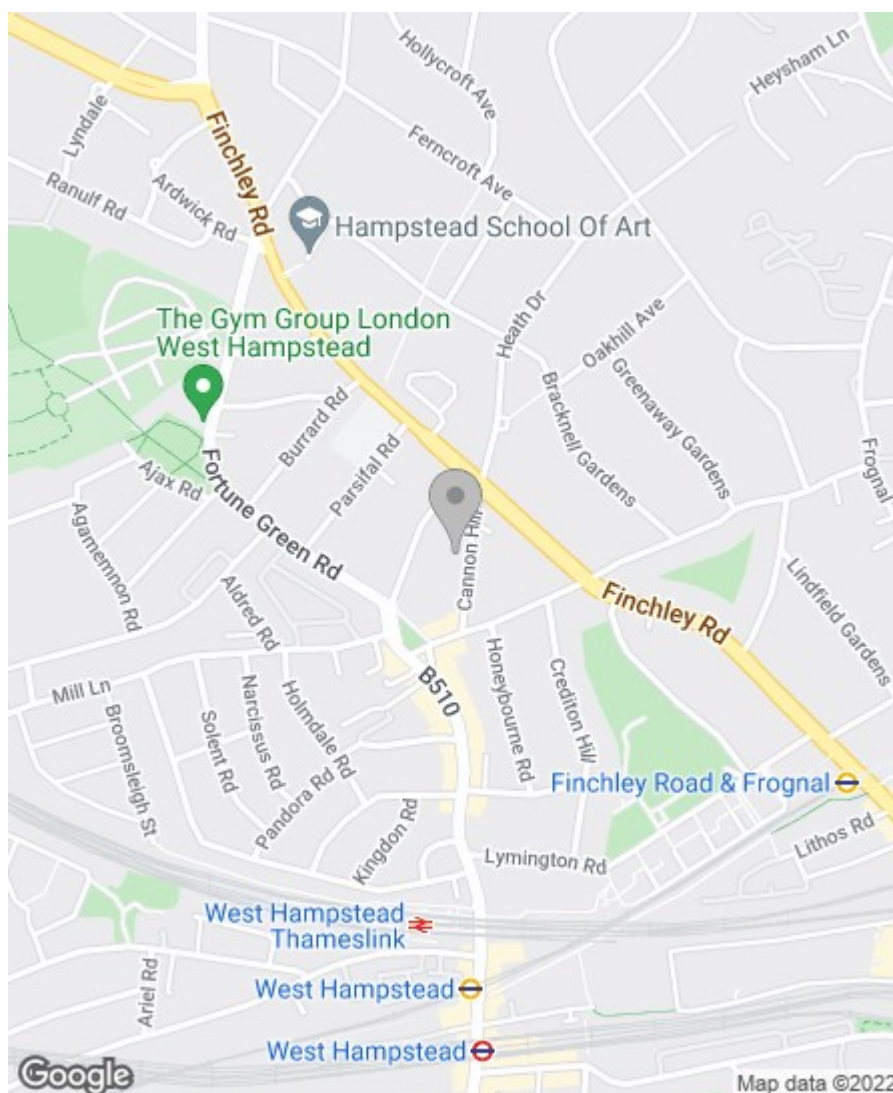 Hollycroft Ave
Heysham Ln
Lyndale
Finchley Rd
Ferncroft Ave
Ardwick Rd
Ranulf Rd
Hampstead School Of Art
The Gym Group London
West Hampstead
Heath Dr
Oakhill Ave
Burrard Rd
Bracknell Gardens
Greenaway Gardens
Parsifal Rd
Frognal
Ajax Rd
Fortune Green Rd
Agamemnon Rd
Cannon Hill
Aldred Rd
Finchley Rd
Lindfield Gardens
Mill Ln
B510
Honeybourne Rd
Crediton Hill
Broomsleigh St
Solent Rd
Narcissus Rd
Holmdale Rd
Pandora Rd
Finchley Road & Frognal
Kingdon Rd
Lymington Rd
Lithos Rd
West Hampstead
Thameslink
Ariel Rd
West Hampstead
West Hampstead
Google
Map data ©2022